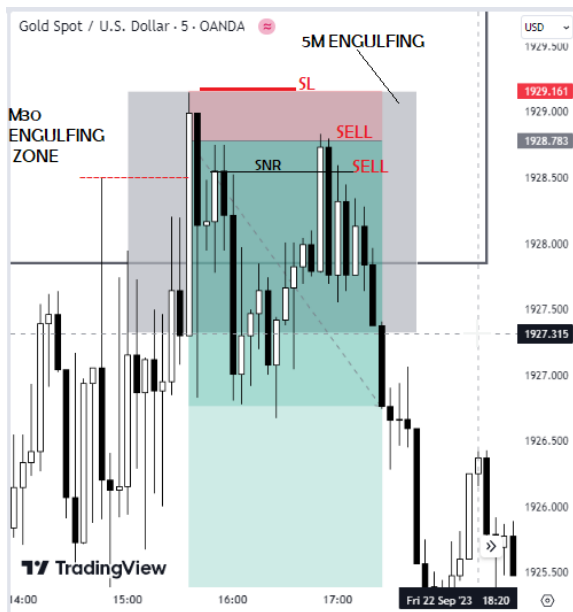 Gold Spot / U.S. Dollar · 5 · OANDA
USD
1929.500
5M ENGULFING
SL
1929.161
1929.000
M30
ENGULFING
ZONE
SELL
1928.783
SNR
SELL
1928.500
1928.000
1927.500
1927.315
1927.000
1926.500
1926.000
1925.500
TradingView
14:00
15:00
16:00
17:00
Fri 22 Sep '23
18:20